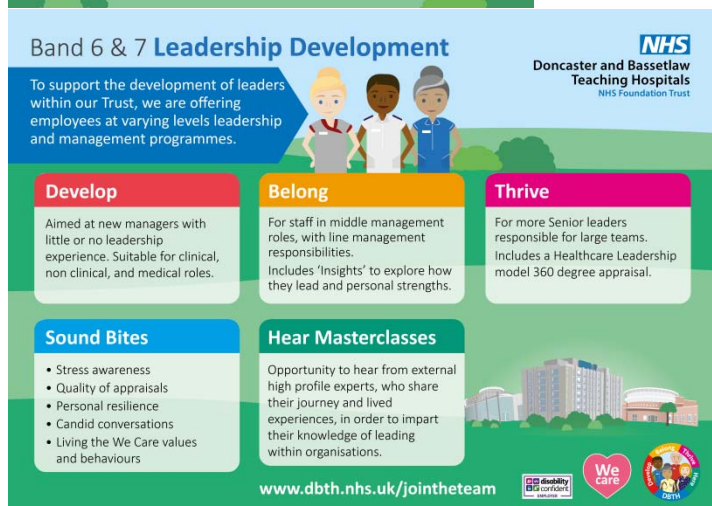 Band 6 & 7 Leadership Development
NHS
Doncaster and Bassetlaw
Teaching Hospitals
NHS Foundation Trust
To support the development of leaders
within our Trust, we are offering
employees at varying levels leadership
and management programmes.
Develop
Aimed at new managers with
little or no leadership
experience. Suitable for clinical,
non clinical, and medical roles.
Belong
For staff in middle management
roles, with line management
responsibilities.
Includes ‘Insights’ to explore how
they lead and personal strengths.
Thrive
For more Senior leaders
responsible for large teams.
Includes a Healthcare Leadership
model 360 degree appraisal.
Sound Bites
• Stress awareness
• Quality of appraisals
• Personal resilience
• Candid conversations
• Living the We Care values
and behaviours
Hear Masterclasses
Opportunity to hear from external
high profile experts, who share
their journey and lived
experiences, in order to impart
their knowledge of leading
within organisations.
www.dbth.nhs.uk/jointheteam
disability
confident
EMPLOYER
We
care
Develop
Belong
Thrive
Here
DBTH